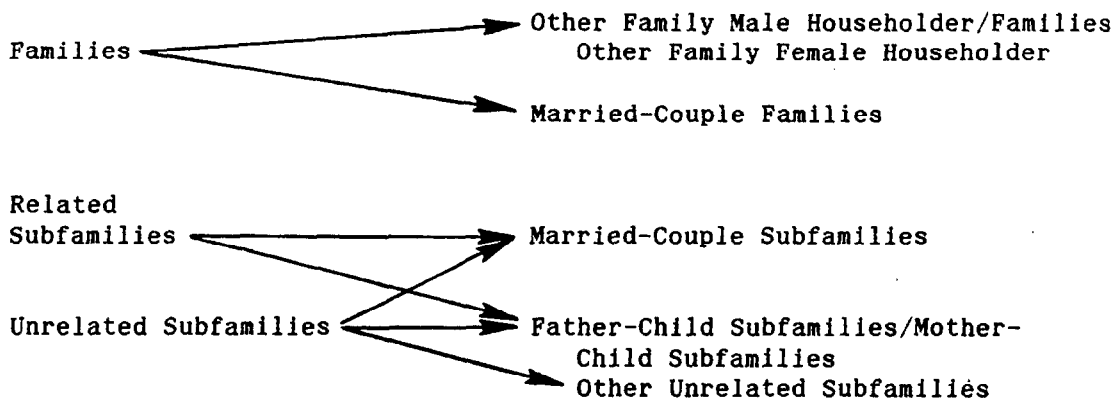 Other Family Male Householder/Families
Families
Other Family Female Householder
Married-Couple Families
Related
Subfamilies
Married-Couple Subfamilies
Unrelated Subfamilies
Father-Child Subfamilies/Mother-
Child Subfamilies
Other Unrelated Subfamilies